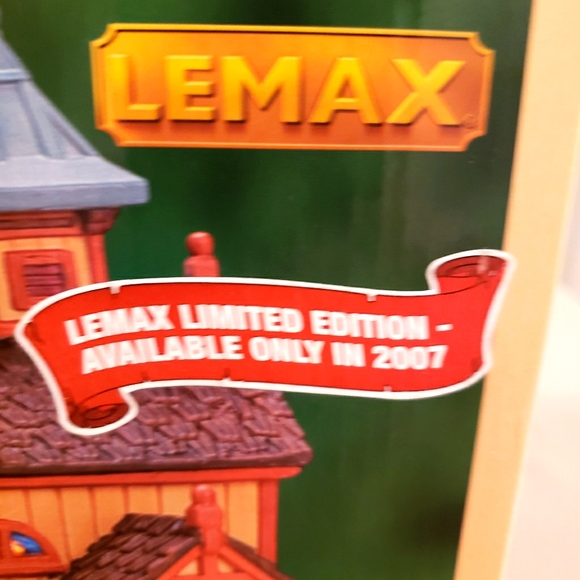 LEMAX
LEMAX LIMITED EDITION -
AVAILABLE ONLY IN 2007